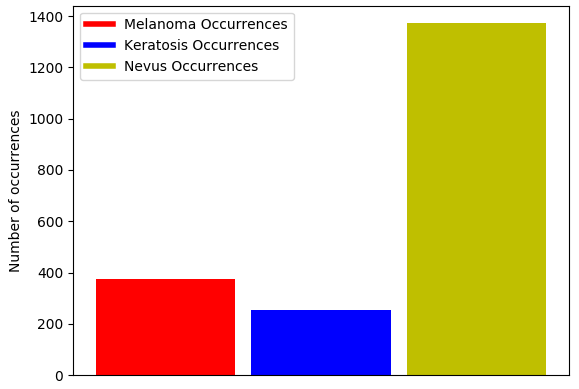 Melanoma Occurrences
Keratosis Occurrences
Nevus Occurrences
Number of occurrences
1400
1200
1000
800
600
400
200
0